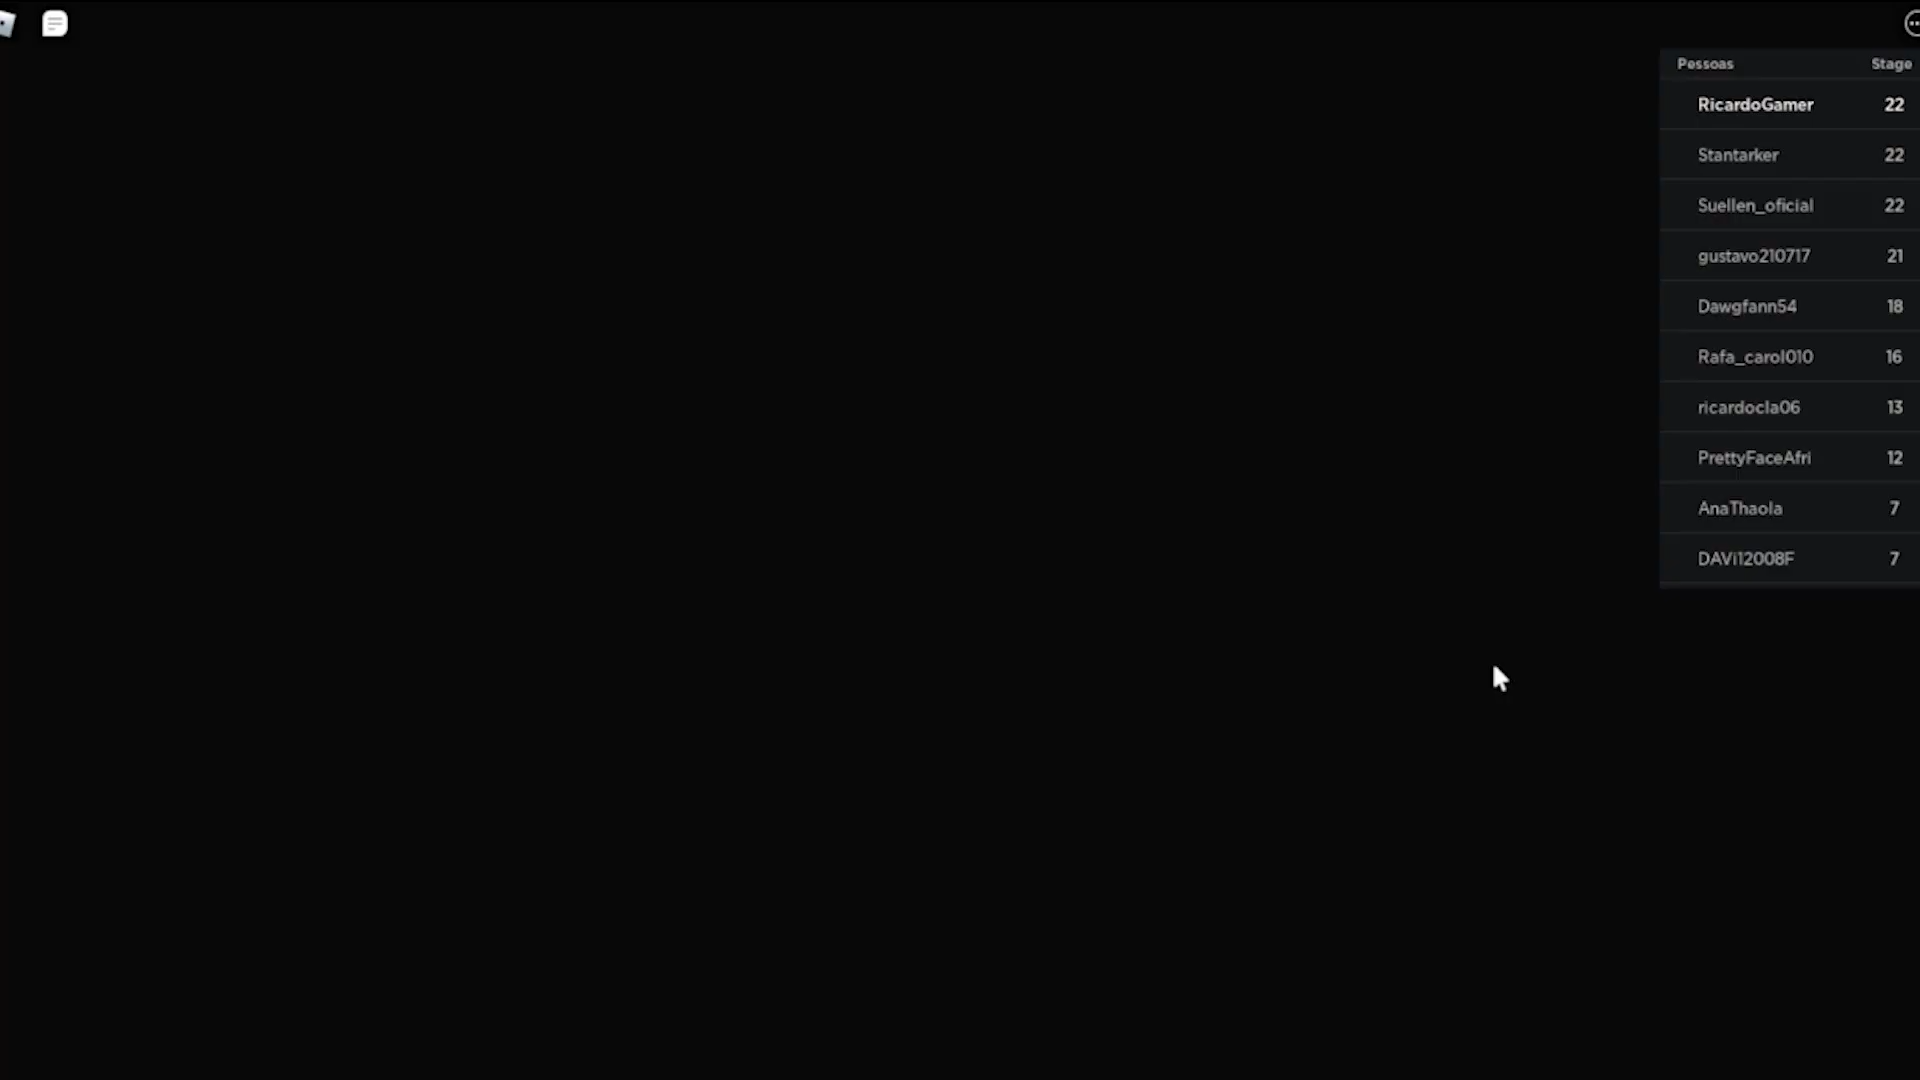 Pessoas Stage
RicardoGamer 22
Stantarker 22
Suellen_oficial 22
gustavo210717 21
Dawgfann54 18
Rafa_carol010 16
ricardocla06 13
PrettyFaceAfri 12
AnaThaola 7
DAVi12008F 7